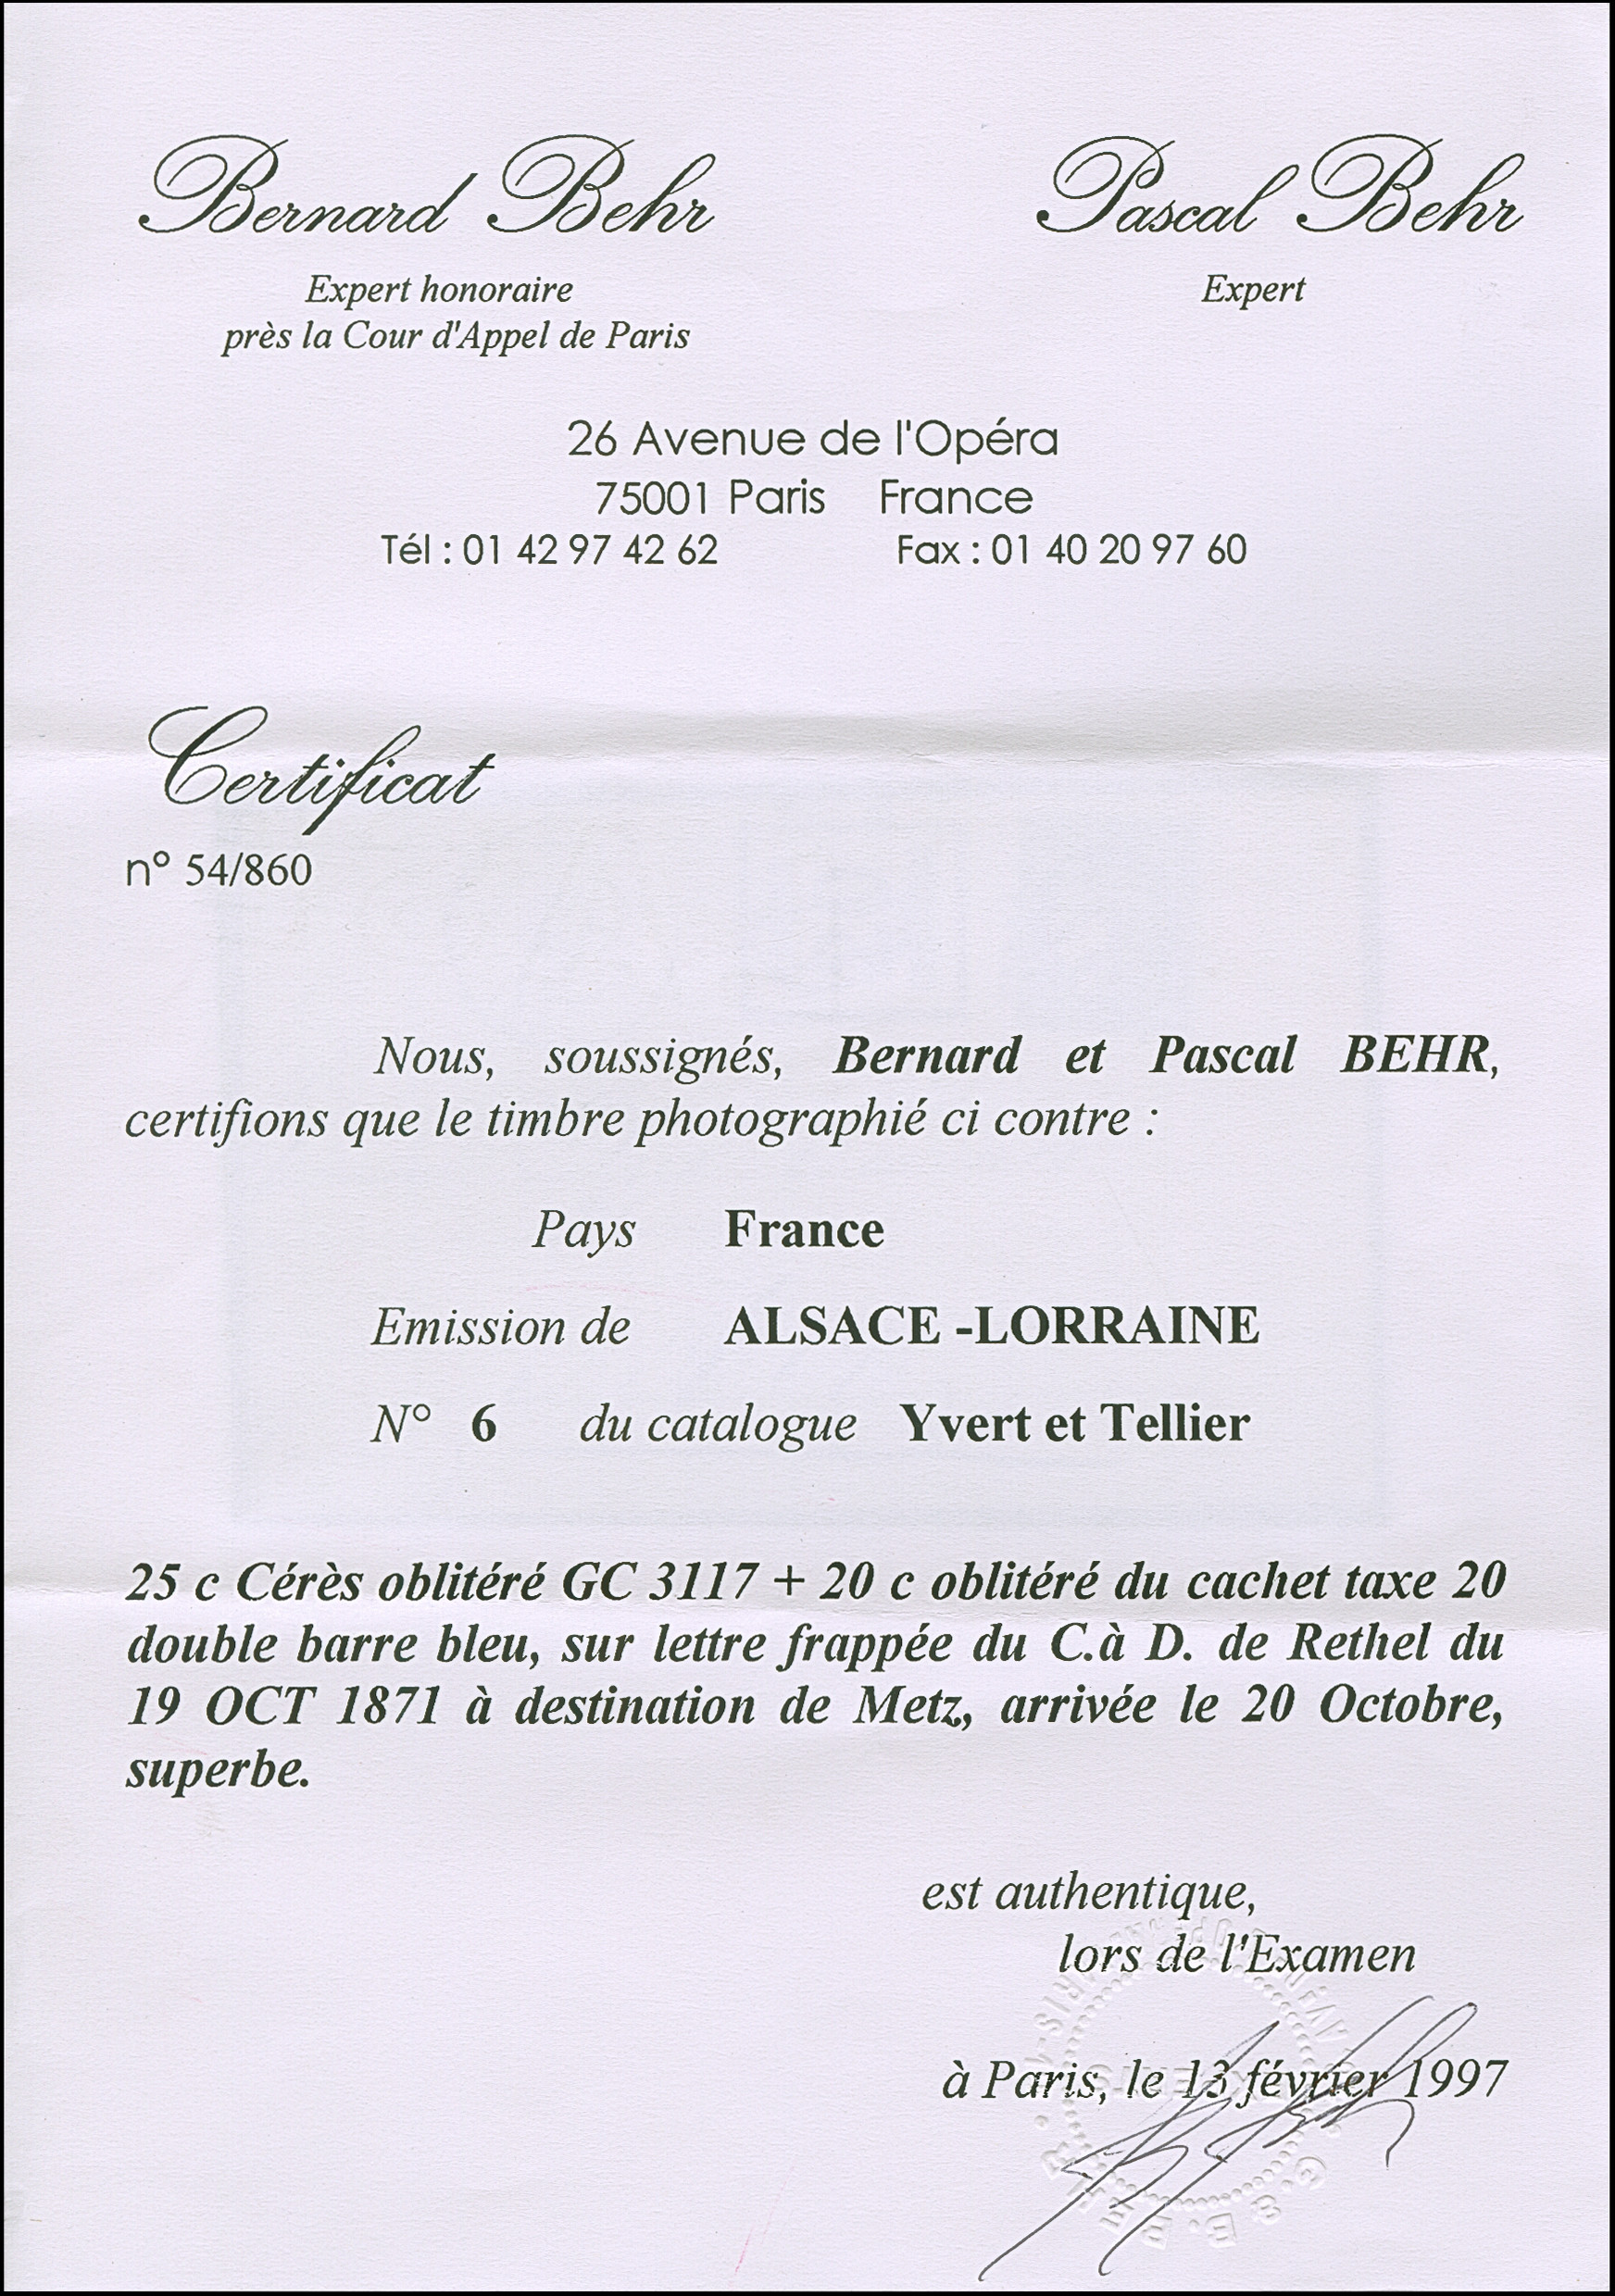 Bernard Behr
Pascal Behr
Expert honoraire
près la Cour d'Appel de Paris
Expert
26 Avenue de l'Opéra
75001 Paris France
Tél : 01 42 97 42 62 Fax : 01 40 20 97 60
Certificat
n° 54/860
Nous, soussignés, Bernard et Pascal BEHR,
certifions que le timbre photographié ci contre :
Pays France
Emission de ALSACE -LORRAINE
N° 6 du catalogue Yvert et Tellier
25 c Cérès oblitéré GC 3117 + 20 c oblitéré du cachet taxe 20
double barre bleu, sur lettre frappée du C.à D. de Rethel du
19 OCT 1871 à destination de Metz, arrivée le 20 Octobre,
superbe.
est authentique,
lors de l'Examen
à Paris, le 13 février 1997